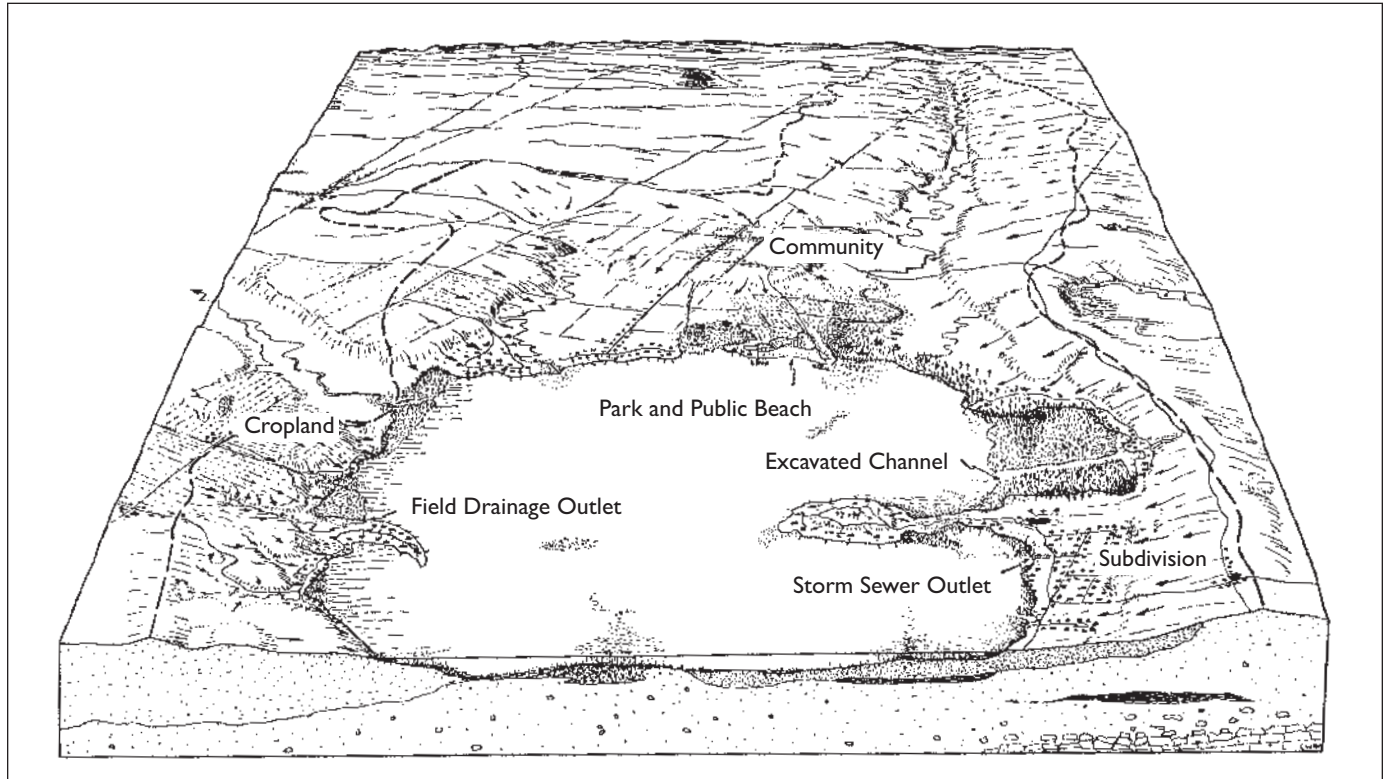 Community
Park and Public Beach
Cropland
Excavated Channel
Field Drainage Outlet
Subdivision
Storm Sewer Outlet